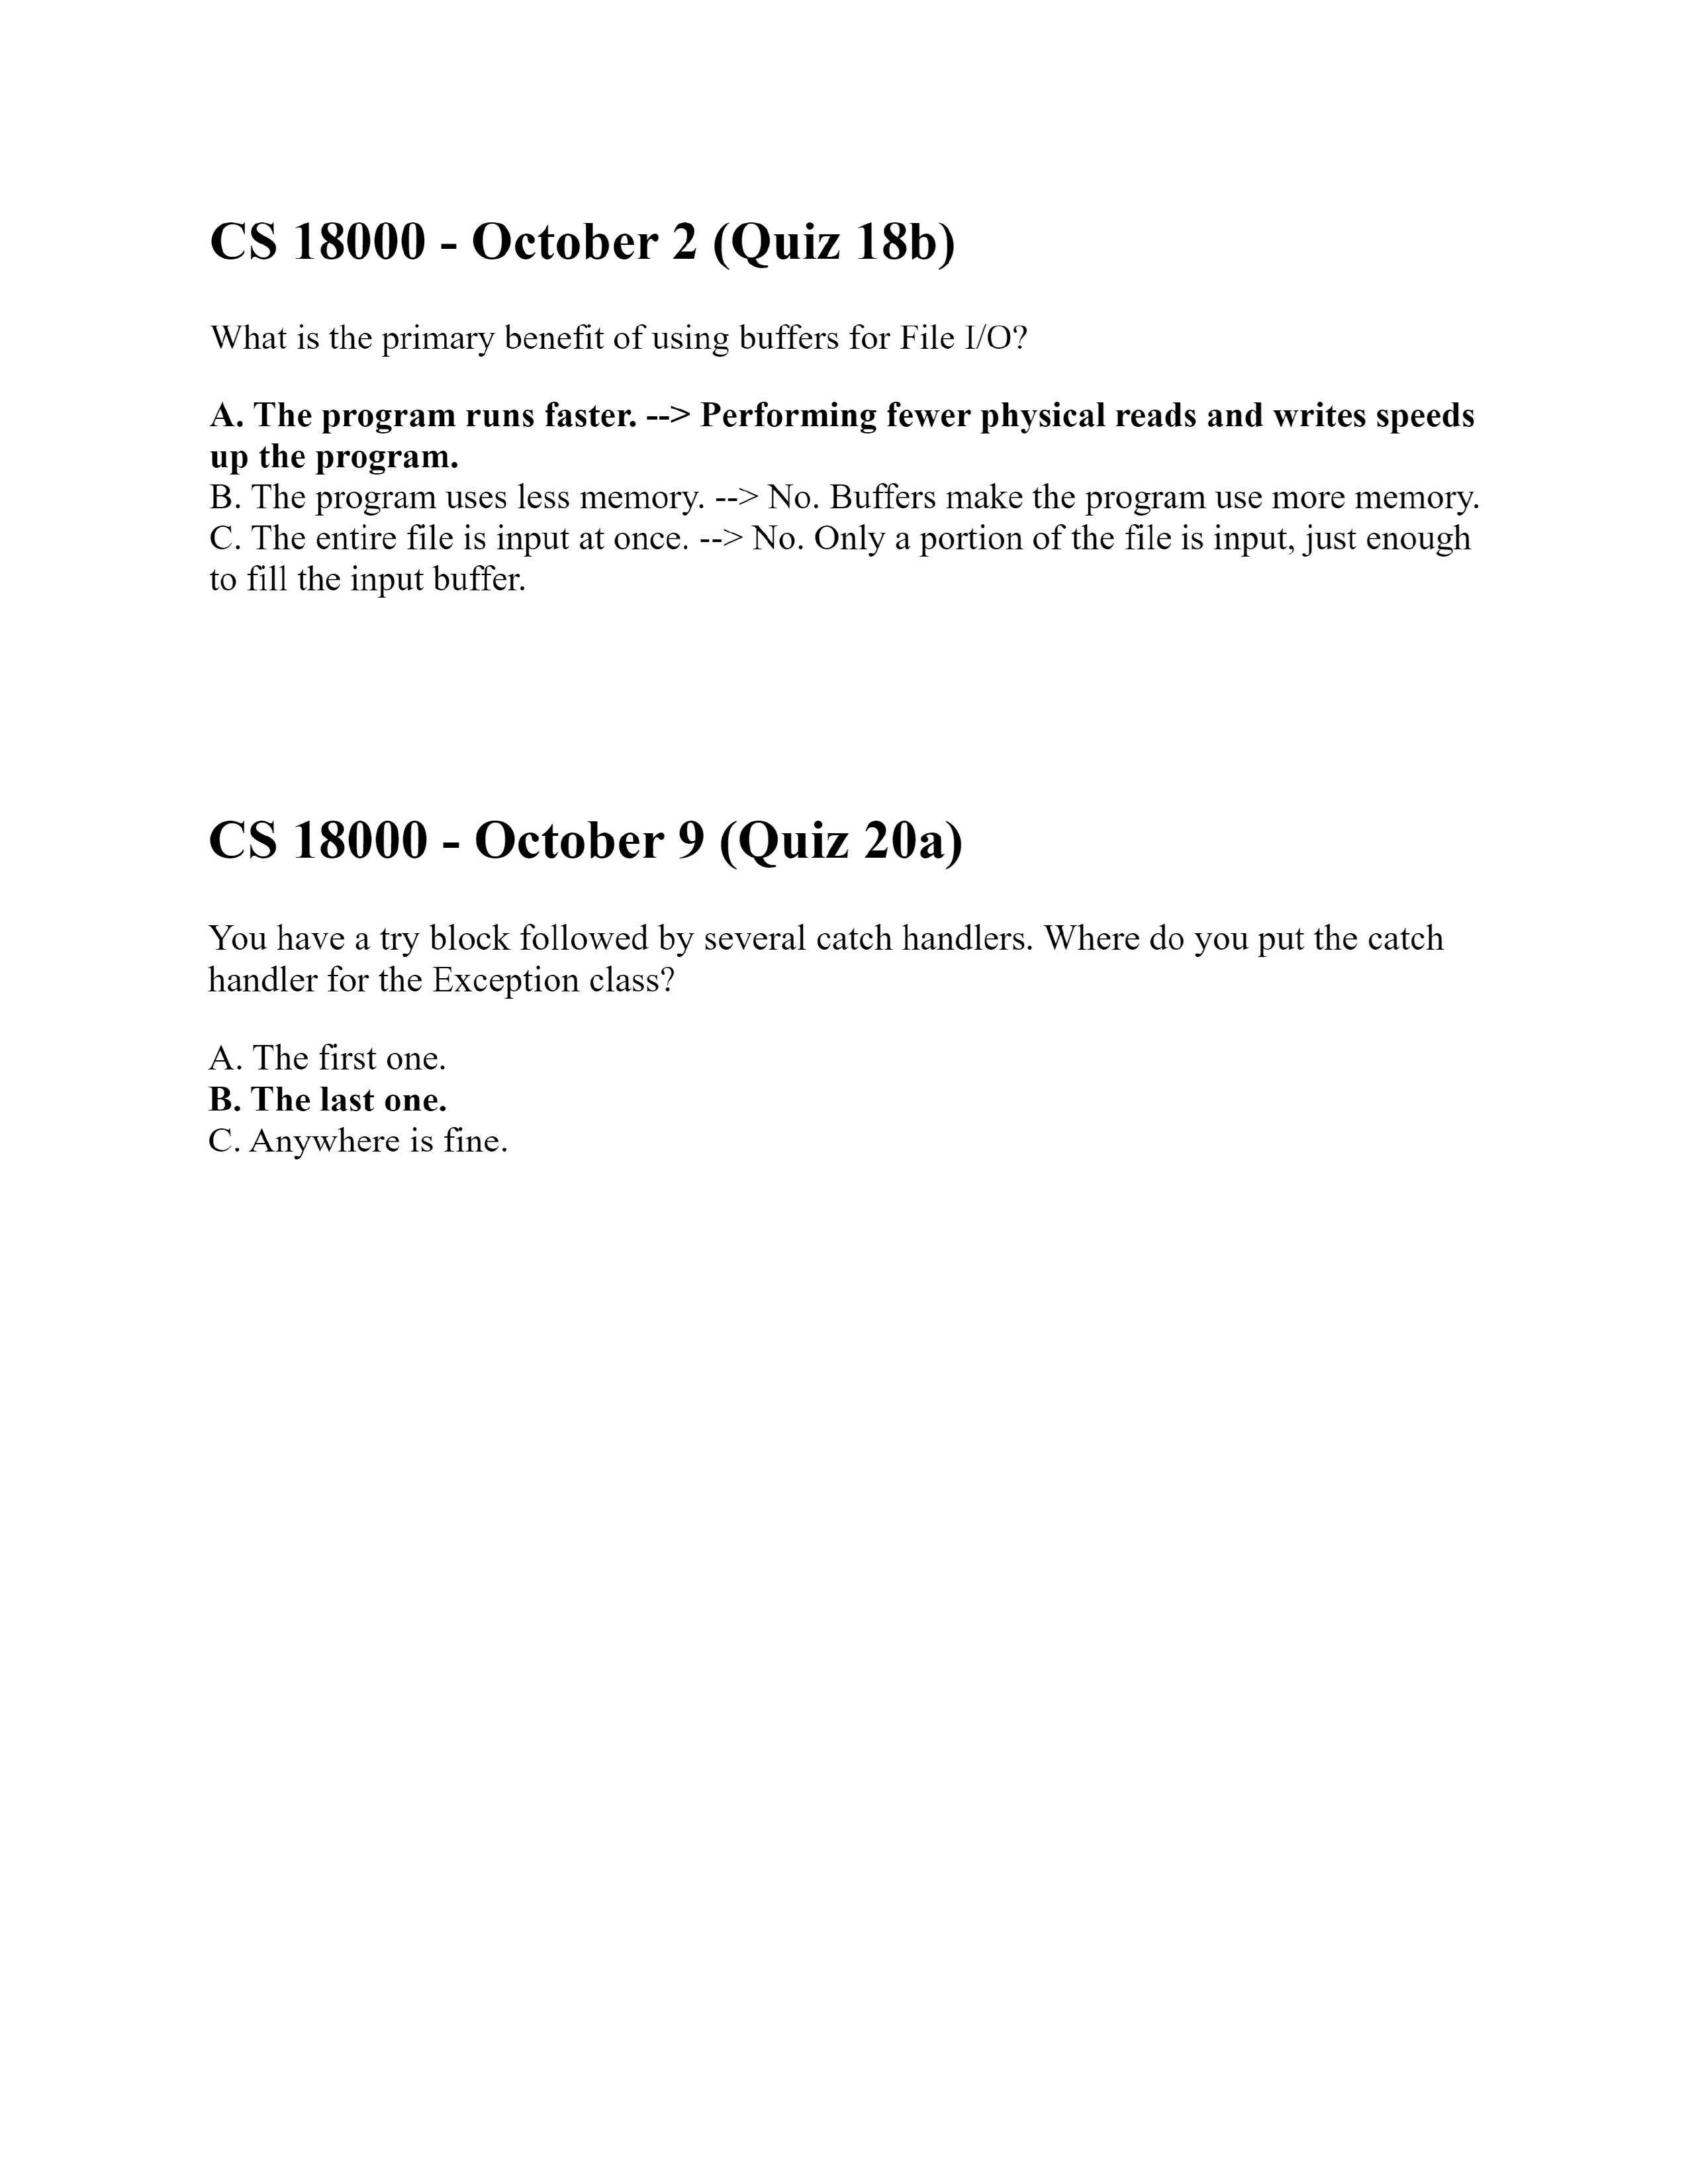 CS 18000 - October 2 (Quiz 18b)
What is the primary benefit of using buffers for File I/O?
A. The program runs faster. --> Performing fewer physical reads and writes speeds
up the program.
B. The program uses less memory. --> No. Buffers make the program use more memory.
C. The entire file is input at once. --> No. Only a portion of the file is input, just enough
to fill the input buffer.
CS 18000 - October 9 (Quiz 20a)
You have a try block followed by several catch handlers. Where do you put the catch
handler for the Exception class?
A. The first one.
B. The last one.
C. Anywhere is fine.